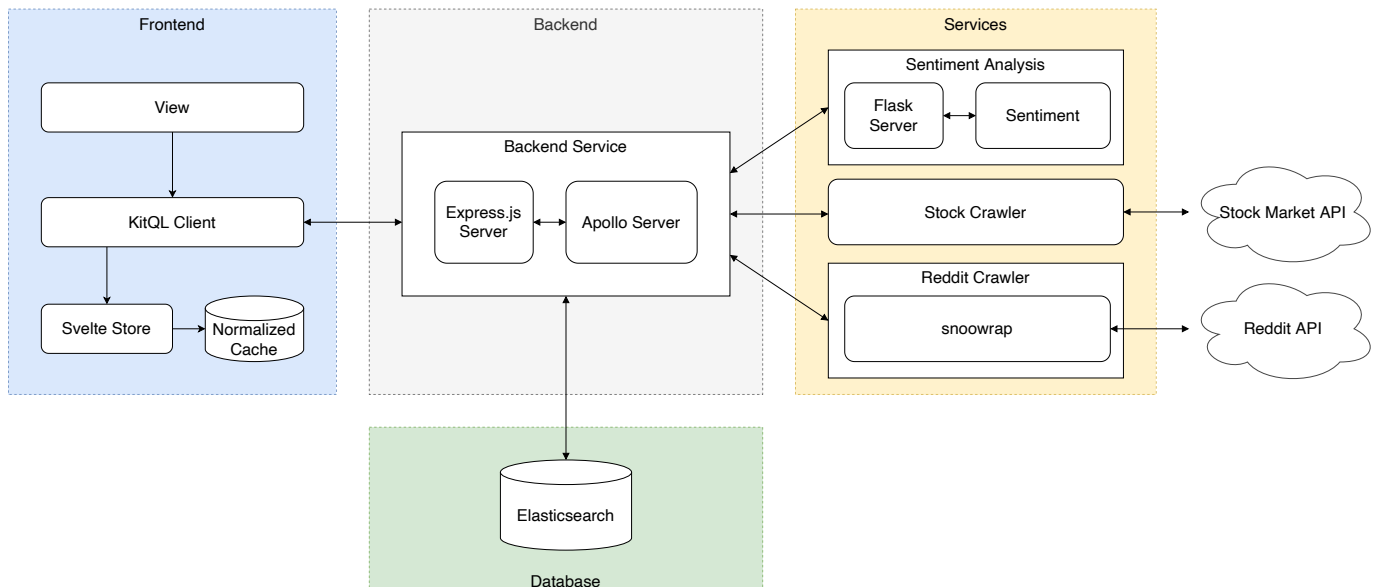 Frontend
View
KitQL Client
Svelte Store
Normalized
Cache
Backend
Backend Service
Express.js
Server
Apollo Server
Services
Sentiment Analysis
Flask
Server
Sentiment
Stock Crawler
Reddit Crawler
snoowrap
Stock Market API
Reddit API
Elasticsearch
Database